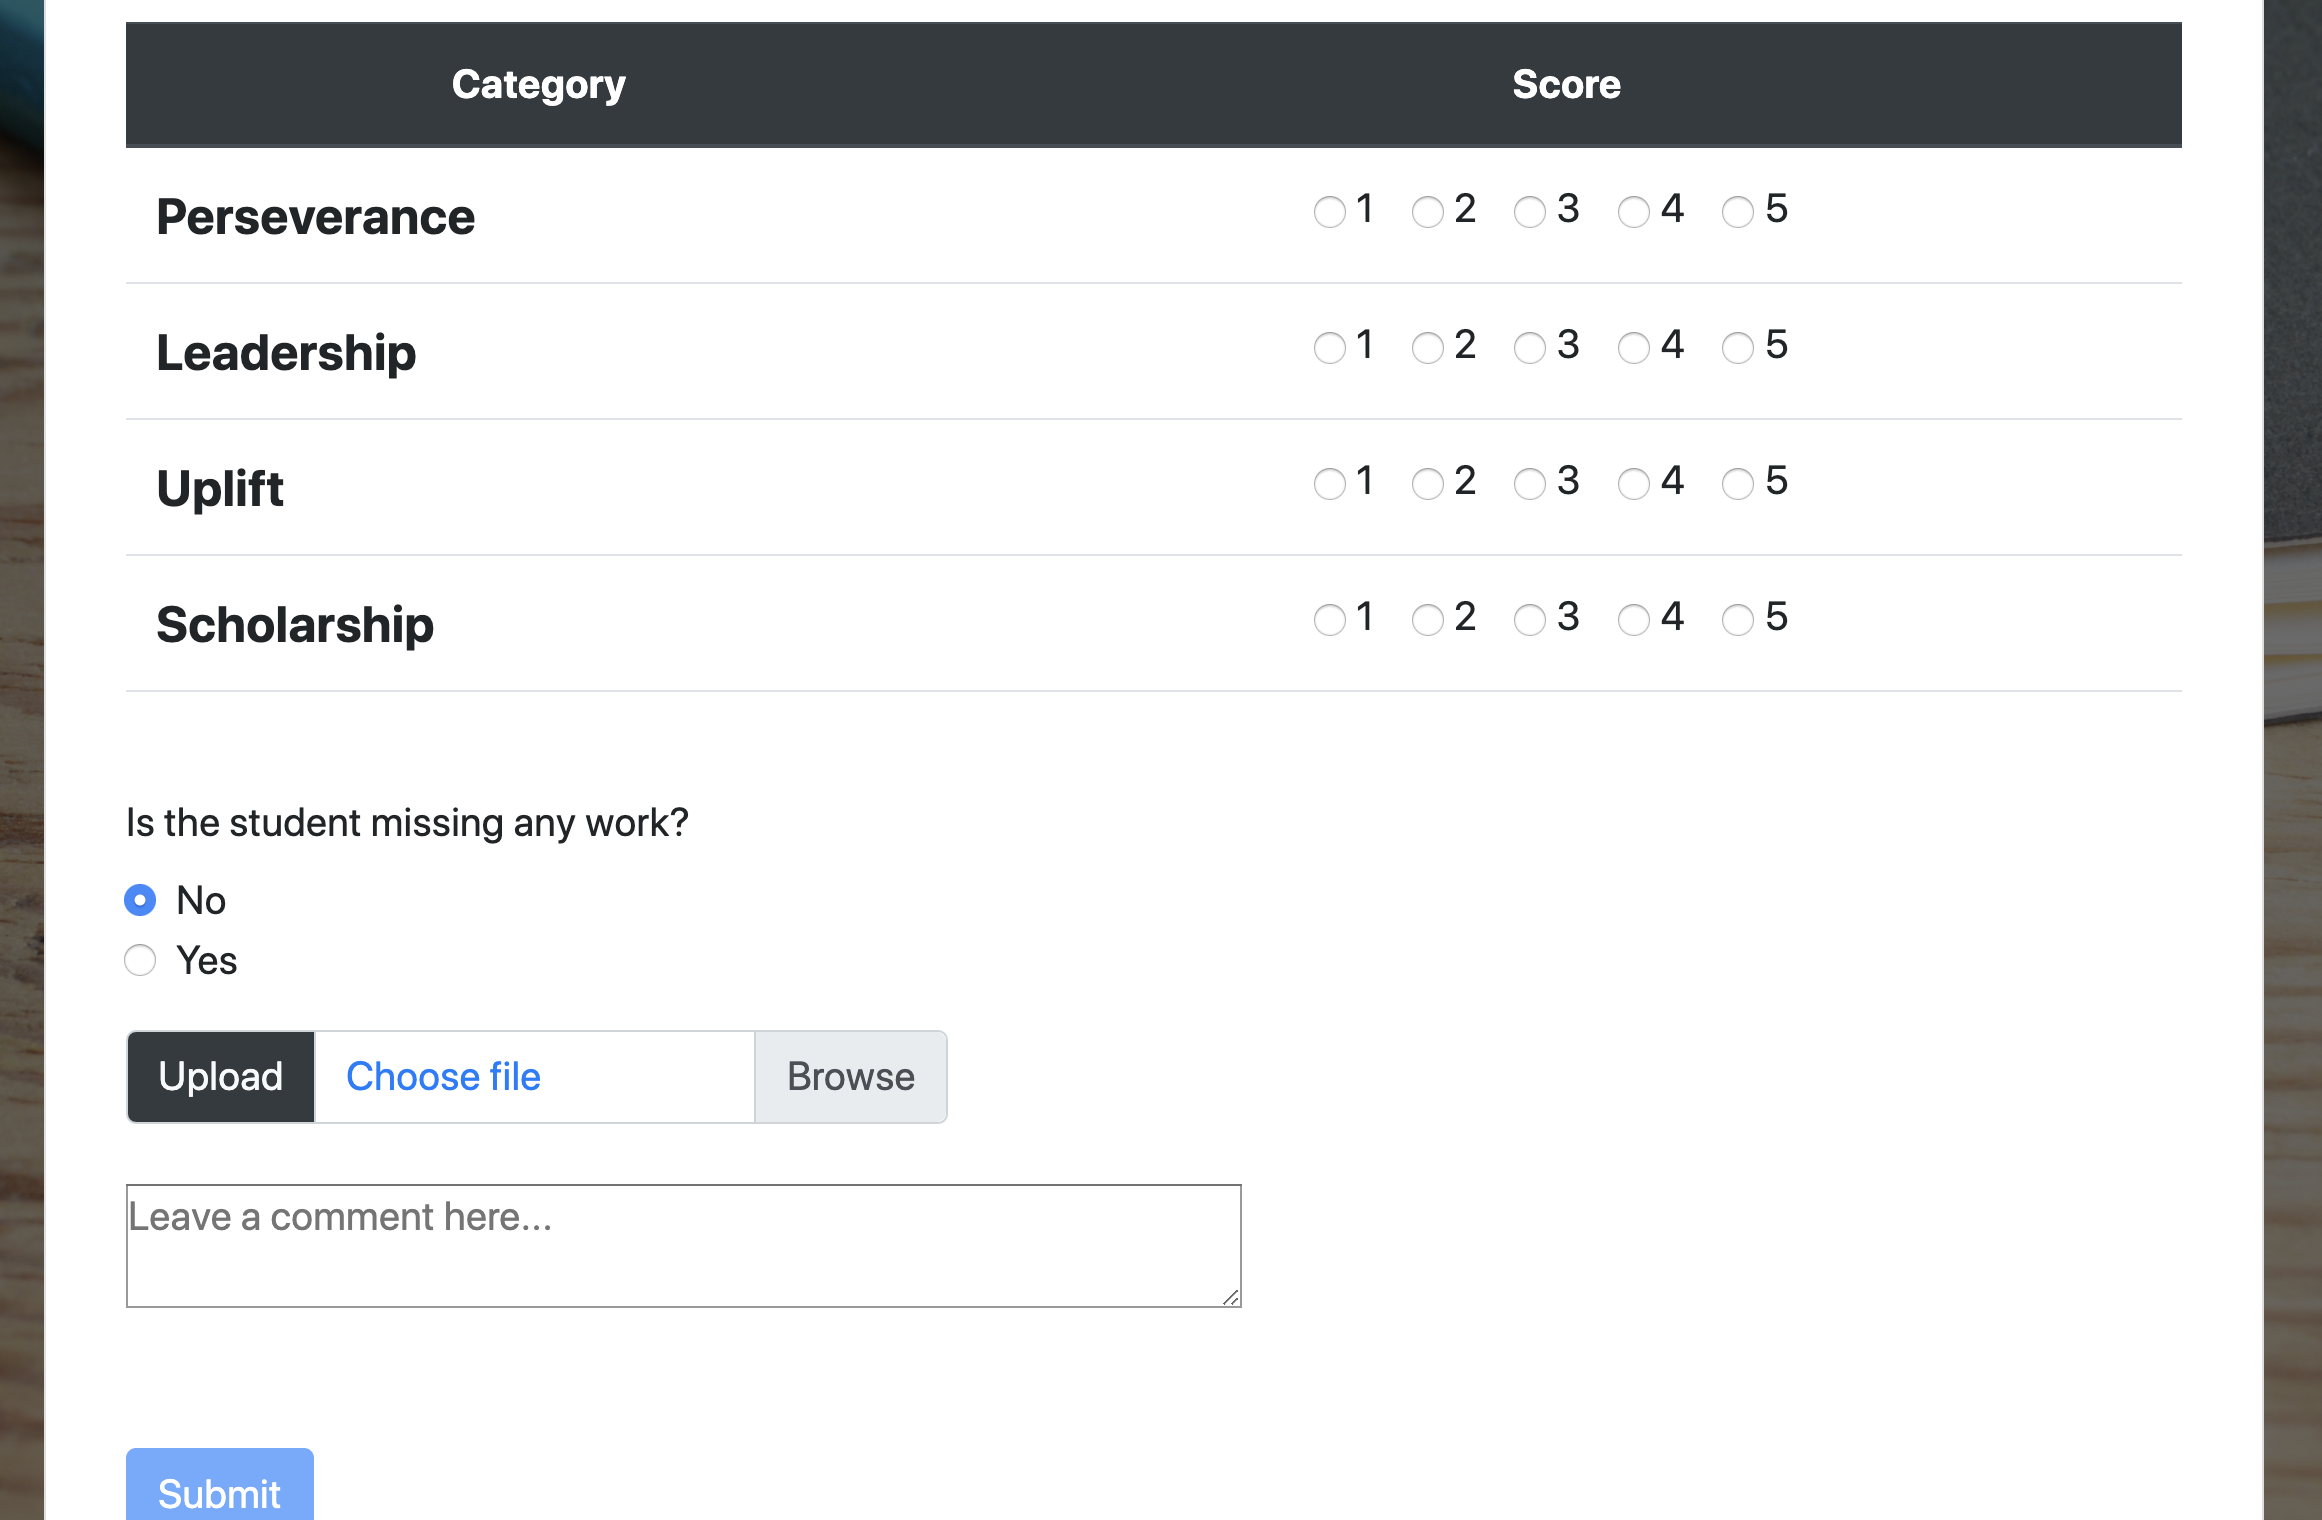 Category Score
Perseverance 1 2 3 4 5
Leadership 1 2 3 4 5
Uplift 1 2 3 4 5
Scholarship 1 2 3 4 5
Is the student missing any work?
No
Yes
Upload Choose file Browse
Leave a comment here...
Submit